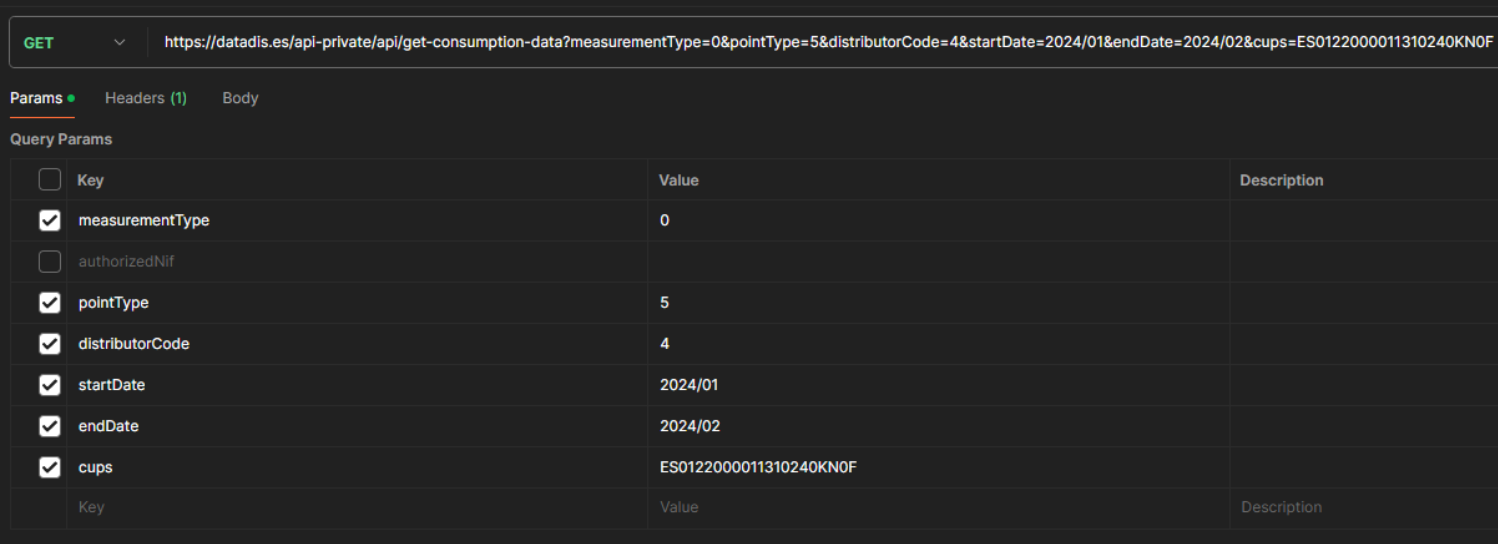 GET https://datadis.es/api-private/api/get-consumption-data?measurementType=0&pointType=5&distributorCode=4&startDate=2024/01&endDate=2024/02&cups=ES0122000011310240KN0F
Params Headers (1) Body
Query Params
Key Value Description
measurementType 0
authorizedNif
pointType 5
distributorCode 4
startDate 2024/01
endDate 2024/02
cups ES0122000011310240KN0F
Key Value Description